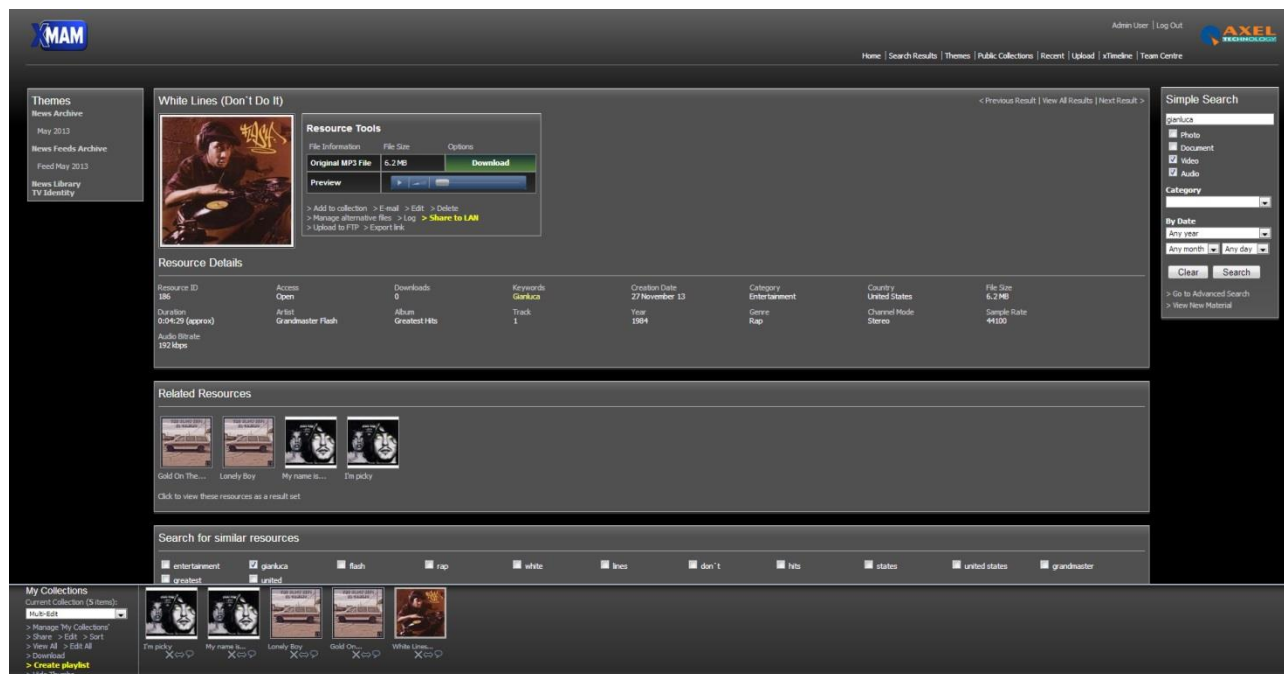 XMAM
Admin User | Log Out
AXEL
TECHNOLOGY
Home | Search Results | Themes | Public Collections | Recent | Upload | xTimeline | Team Centre
Themes
News Archive
May 2013
News Feeds Archive
Feed May 2013
News Library
TV Identity
White Lines (Don`t Do It)
< Previous Result | View All Results | Next Result >
FLASH
Resource Tools
File Information File Size Options
Original MP3 File 6.2 MB Download
Preview
> Add to collection > E-mail > Edit > Delete
> Manage alternative files > Log > Share to LAN
> Upload to FTP > Export link
Resource Details
Resource ID Access Downloads Keywords Creation Date Category Country File Size
186 Open 0 Gianluca 27 November 13 Entertainment United States 6.2 MB
Duration Artist Album Track Year Genre Channel Mode Sample Rate
0:04:29 (approx) Grandmaster Flash Greatest Hits 1 1984 Rap Stereo 44100
Audio Bitrate
192 kbps
Simple Search
gianluca
Photo
Document
Video
Audio
Category
By Date
Any year
Any month Any day
Clear Search
> Go to Advanced Search
> View New Material
Related Resources
Gold On The... Lonely Boy My name is... I'm picky
Click to view these resources as a result set
Search for similar resources
entertainment gianluca flash rap white lines don`t hits states united states grandmaster
greatest united
My Collections
Current Collection (5 items):
Multi-Edit
> Manage 'My Collections'
> Share > Edit > Sort
> View All > Edit All
> Download
> Create playlist
> Hide Thumbs
I'm picky My name is... Lonely Boy Gold On... White Lines...